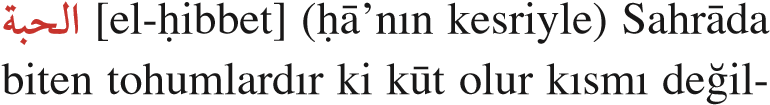 الحبة [el-ḥibbet] (ḥā’nın kesriyle) Sahrāda
biten tohumlardır ki kūt olur kısmı değil-